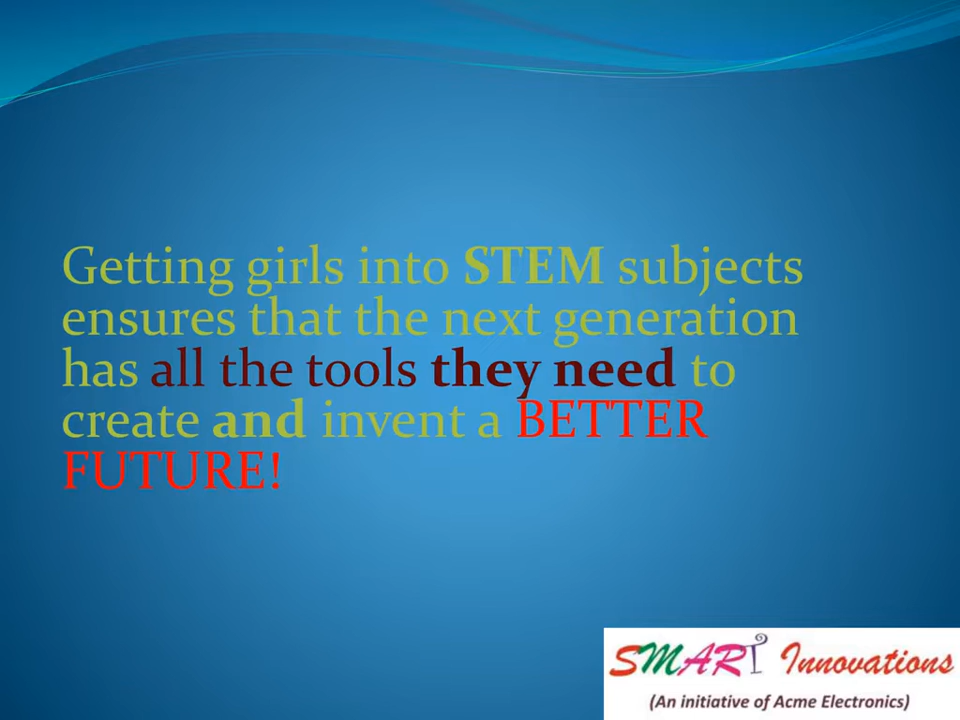 Getting girls into STEM subjects
ensures that the next generation
has all the tools they need to
create and invent a BETTER
FUTURE!
SMART Innovations
(An initiative of Acme Electronics)